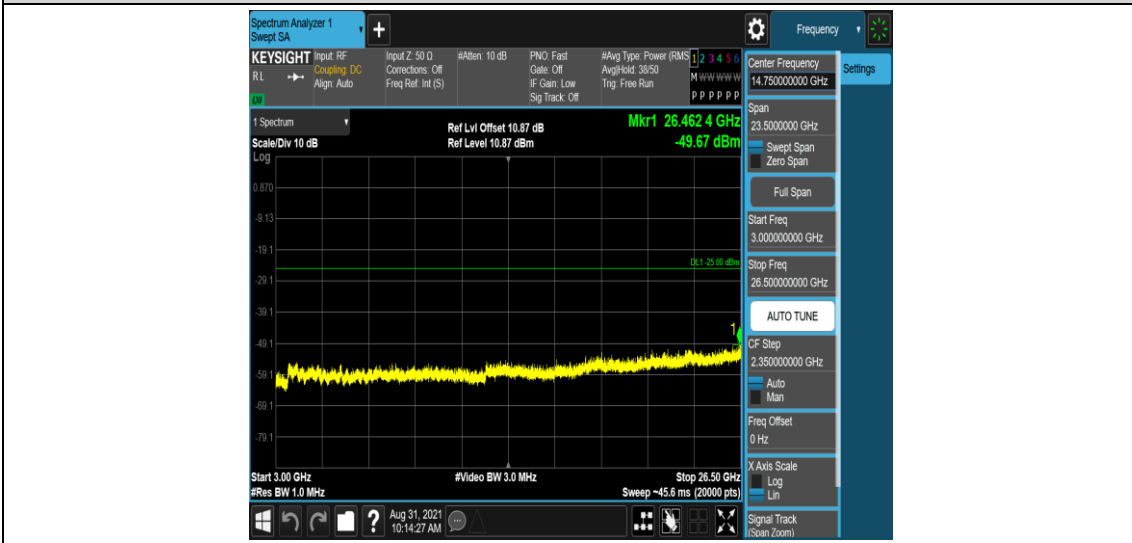 Spectrum Analyzer 1
Swept SA
+
Frequency
KEYSIGHT
RL
LXI
Input: RF
Coupling: DC
Align: Auto
Input Z: 50 Ω
Corrections: Off
Freq Ref: Int (S)
#Atten: 10 dB
PNO: Fast
Gate: Off
IF Gain: Low
Sig Track: Off
#Avg Type: Power (RMS
Avg|Hold: 38/50
Trig: Free Run
1 2 3 4 5 6
M W W W W W
P P P P P P
1 Spectrum
Scale/Div 10 dB
Log
Ref Lvl Offset 10.87 dB
Ref Level 10.87 dBm
Mkr1 26.462 4 GHz
-49.67 dBm
0.870
-9.13
-19.1
DL1 -25.00 dBm
-29.1
-39.1
1
-49.1
-59.1
-69.1
-79.1
Start 3.00 GHz
#Res BW 1.0 MHz
#Video BW 3.0 MHz
Stop 26.50 GHz
Sweep ~45.6 ms (20000 pts)
?
Aug 31, 2021
10:14:27 AM
Center Frequency
14.750000000 GHz
Settings
Span
23.5000000 GHz
Swept Span
Zero Span
Full Span
Start Freq
3.000000000 GHz
Stop Freq
26.500000000 GHz
AUTO TUNE
CF Step
2.350000000 GHz
Auto
Man
Freq Offset
0 Hz
X Axis Scale
Log
Lin
Signal Track
(Span Zoom)